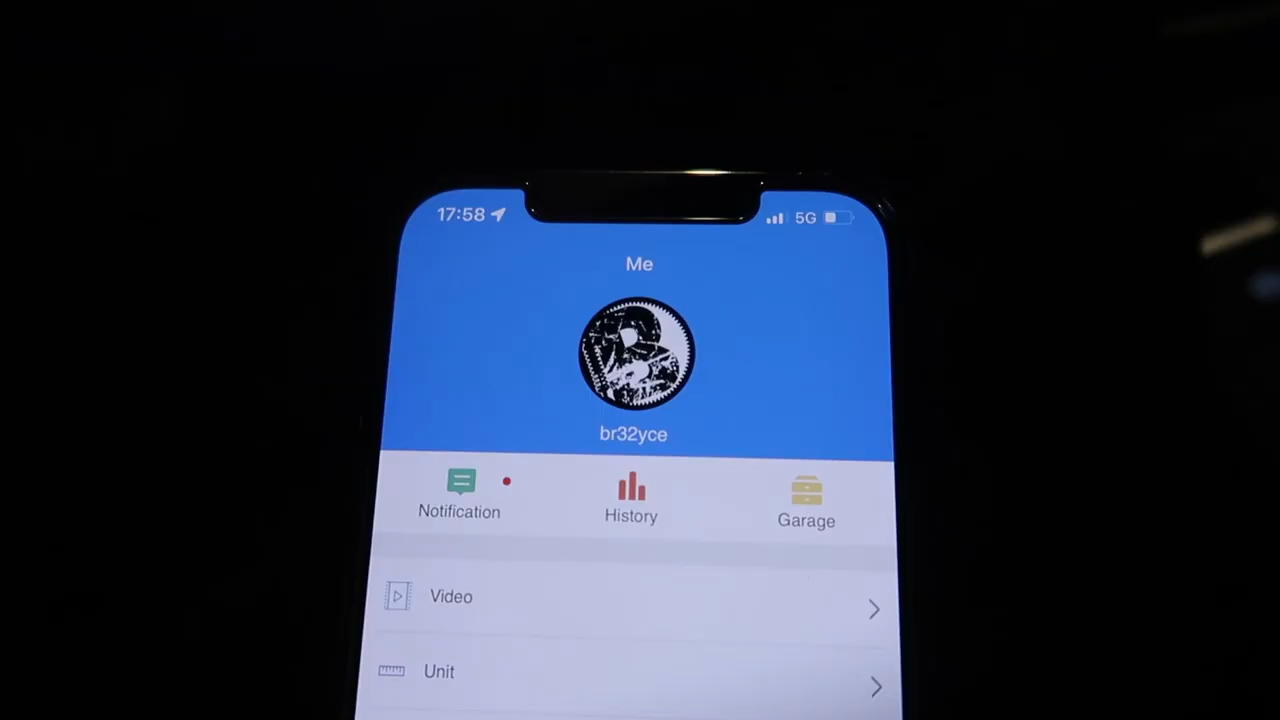 17:58 5G
Me
br32yce
Notification History Garage
Video
Unit